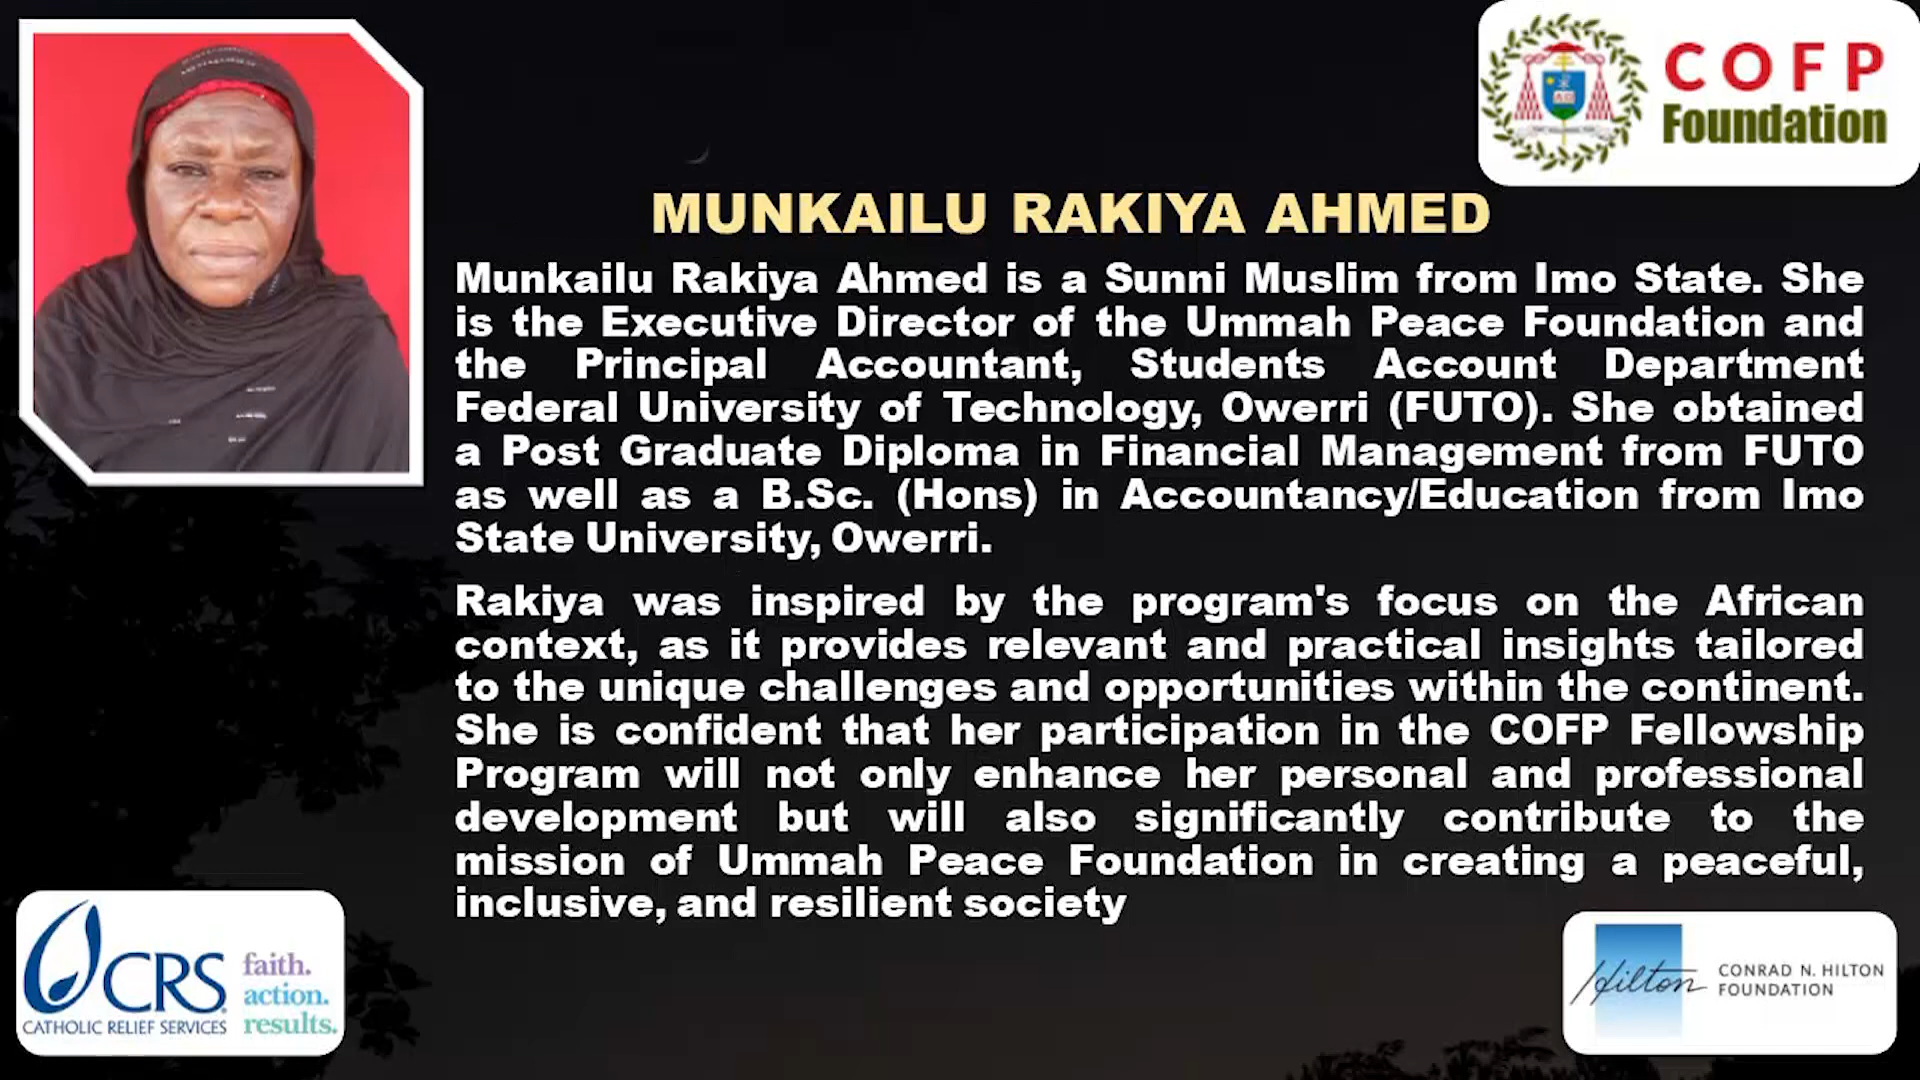 COFP
Foundation
MUNKAILU RAKIYA AHMED
Munkailu Rakiya Ahmed is a Sunni Muslim from Imo State. She
is the Executive Director of the Ummah Peace Foundation and
the Principal Accountant, Students Account Department
Federal University of Technology, Owerri (FUTO). She obtained
a Post Graduate Diploma in Financial Management from FUTO
as well as a B.Sc. (Hons) in Accountancy/Education from Imo
State University, Owerri.
Rakiya was inspired by the program's focus on the African
context, as it provides relevant and practical insights tailored
to the unique challenges and opportunities within the continent.
She is confident that her participation in the COFP Fellowship
Program will not only enhance her personal and professional
development but will also significantly contribute to the
mission of Ummah Peace Foundation in creating a peaceful,
inclusive, and resilient society
CRS
CATHOLIC RELIEF SERVICES
faith.
action.
results.
Hilton
CONRAD N. HILTON
FOUNDATION